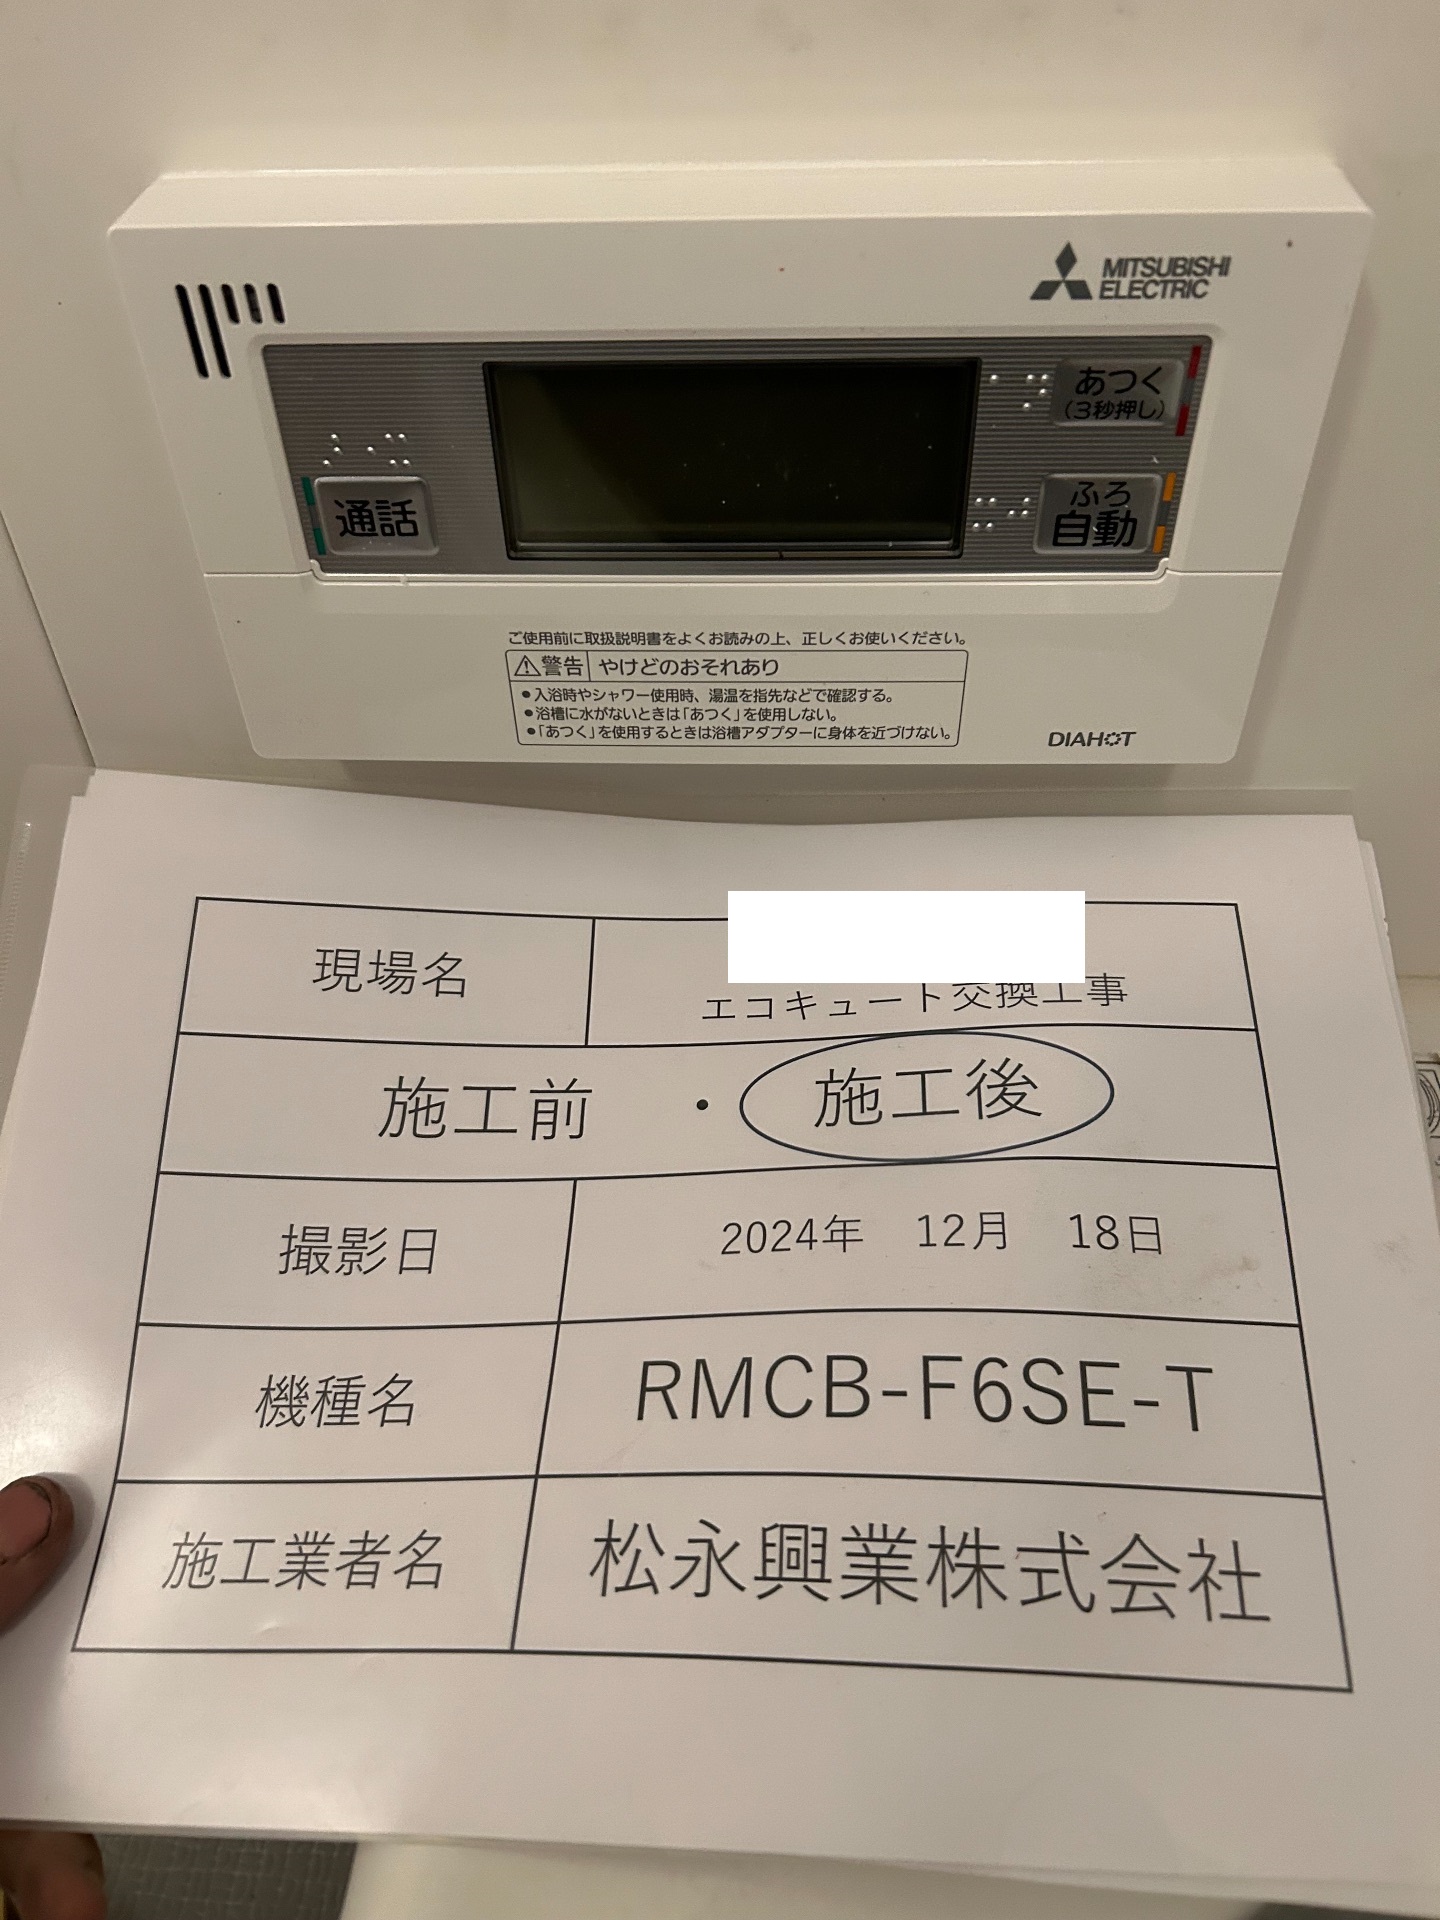 MITSUBISHI
ELECTRIC
あつく
(3秒押し)
通話
ふろ
自動
ご使用前に取扱説明書をよくお読みの上、正しくお使いください。
⚠警告 やけどのおそれあり
●入浴時やシャワー使用時、湯温を指先などで確認する。
●浴槽に水がないときは「あつく」を使用しない。
●「あつく」を使用するときは浴槽アダプターに身体を近づけない。
DIAHOT
現場名 エコキュート交換工事
施工前 ・ 施工後
撮影日 2024年 12月 18日
機種名 RMCB-F6SE-T
施工業者名 松永興業株式会社